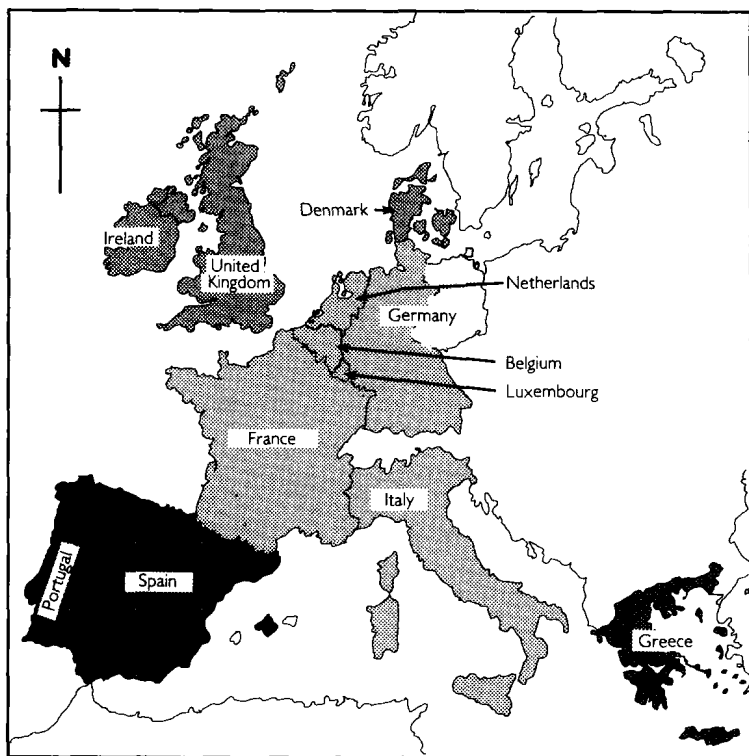 N
Denmark
Ireland
United
Kingdom
Netherlands
Germany
Belgium
Luxembourg
France
Italy
Portugal
Spain
Greece